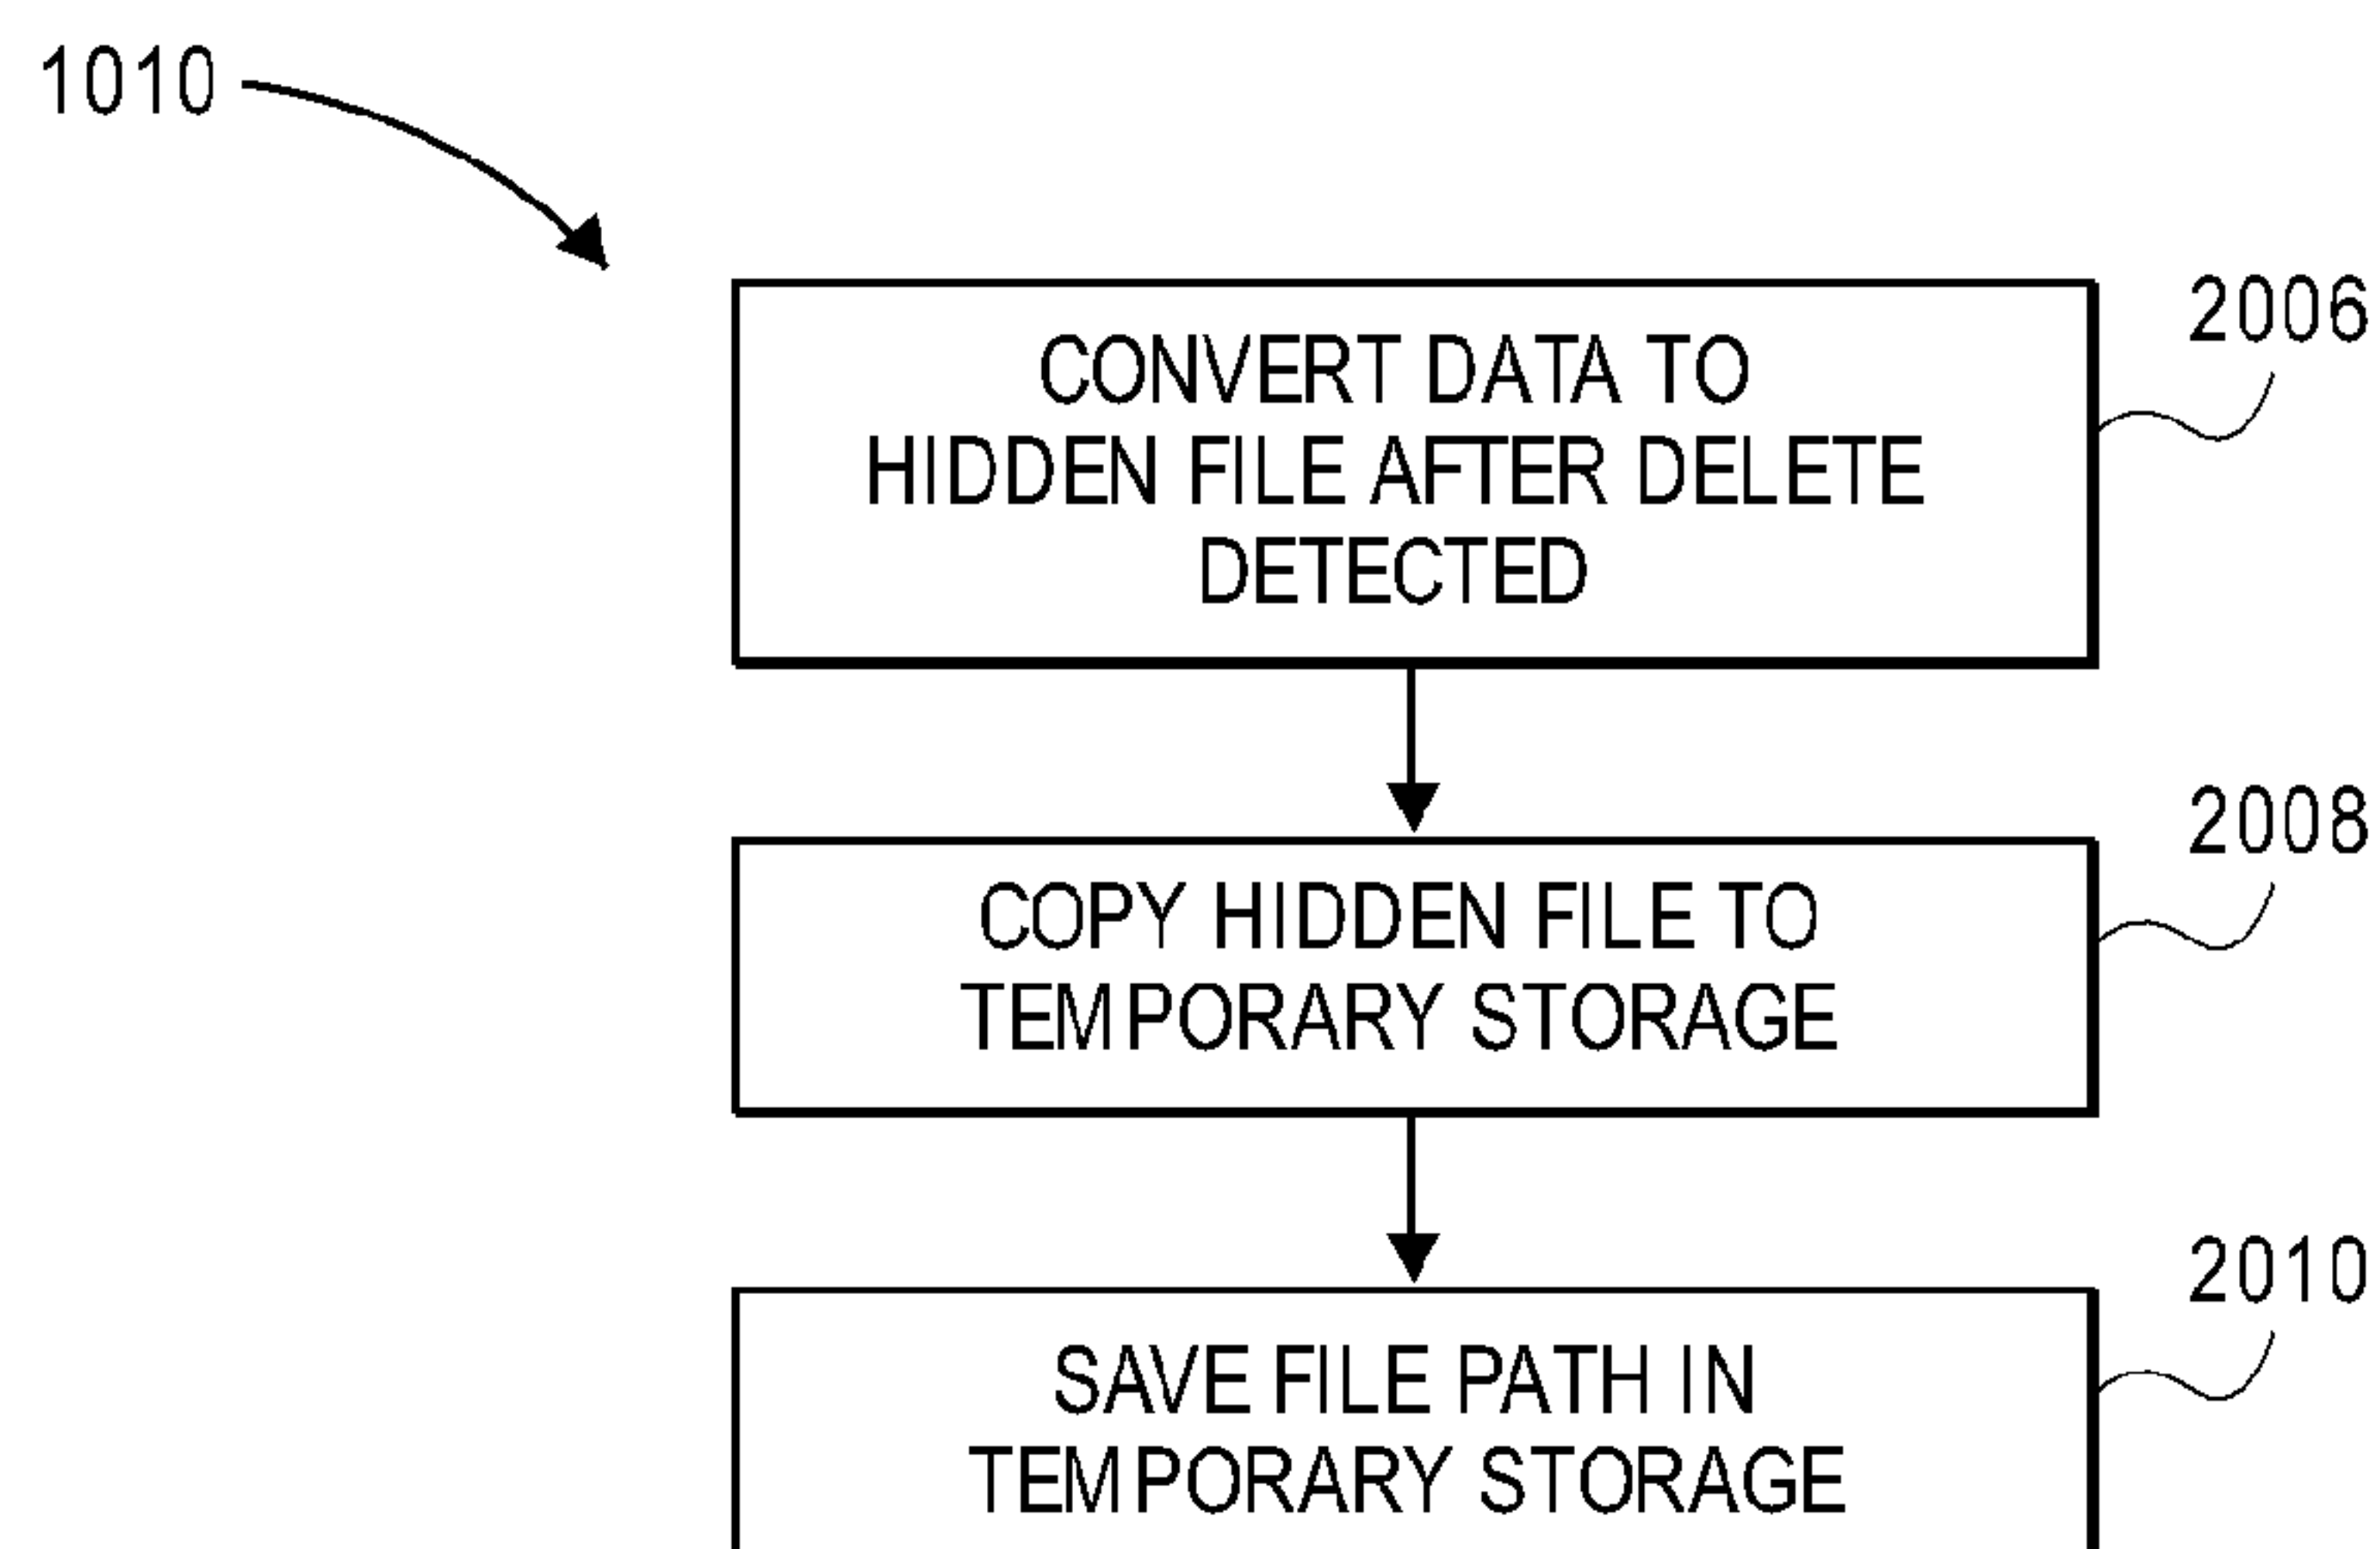 1010
2006
CONVERT DATA TO
HIDDEN FILE AFTER DELETE
DETECTED
2008
COPY HIDDEN FILE TO
TEMPORARY STORAGE
2010
SAVE FILE PATH IN
TEMPORARY STORAGE